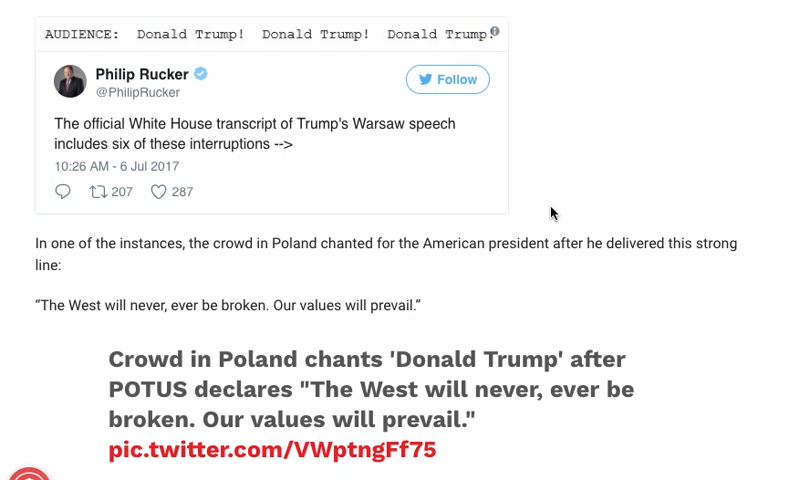 AUDIENCE: Donald Trump! Donald Trump! Donald Trump!
Philip Rucker
@PhilipRucker
Follow
The official White House transcript of Trump's Warsaw speech
includes six of these interruptions -->
10:26 AM - 6 Jul 2017
207 287
In one of the instances, the crowd in Poland chanted for the American president after he delivered this strong
line:
“The West will never, ever be broken. Our values will prevail.”
Crowd in Poland chants 'Donald Trump' after
POTUS declares "The West will never, ever be
broken. Our values will prevail."
pic.twitter.com/VWptngFf75